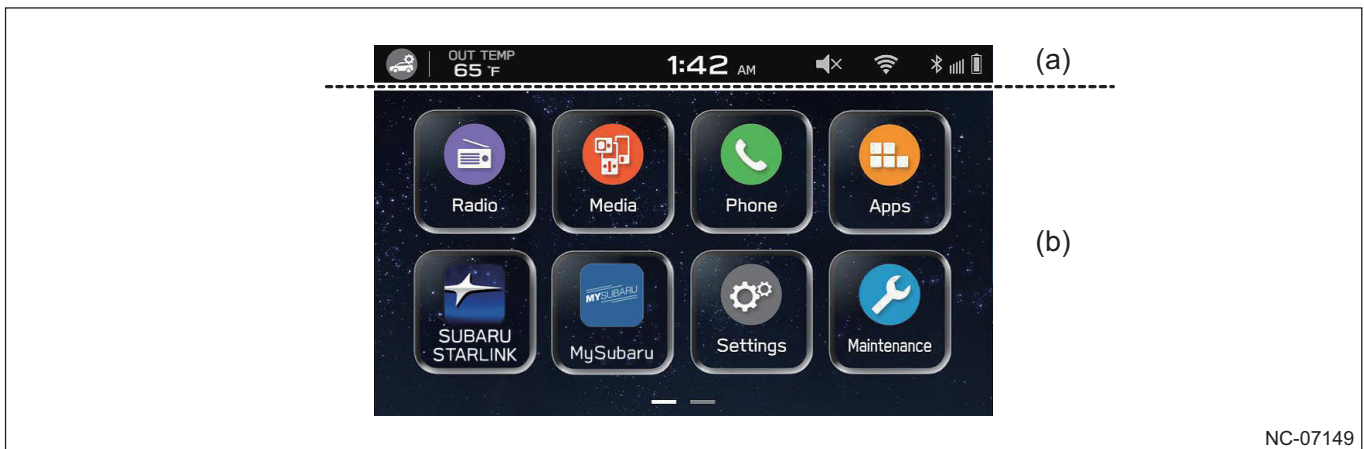 OUT TEMP
65 °F
1:42 AM
(a)
Radio
Media
Phone
Apps
(b)
MYSUBARU
SUBARU
STARLINK
MySubaru
Settings
Maintenance
NC-07149